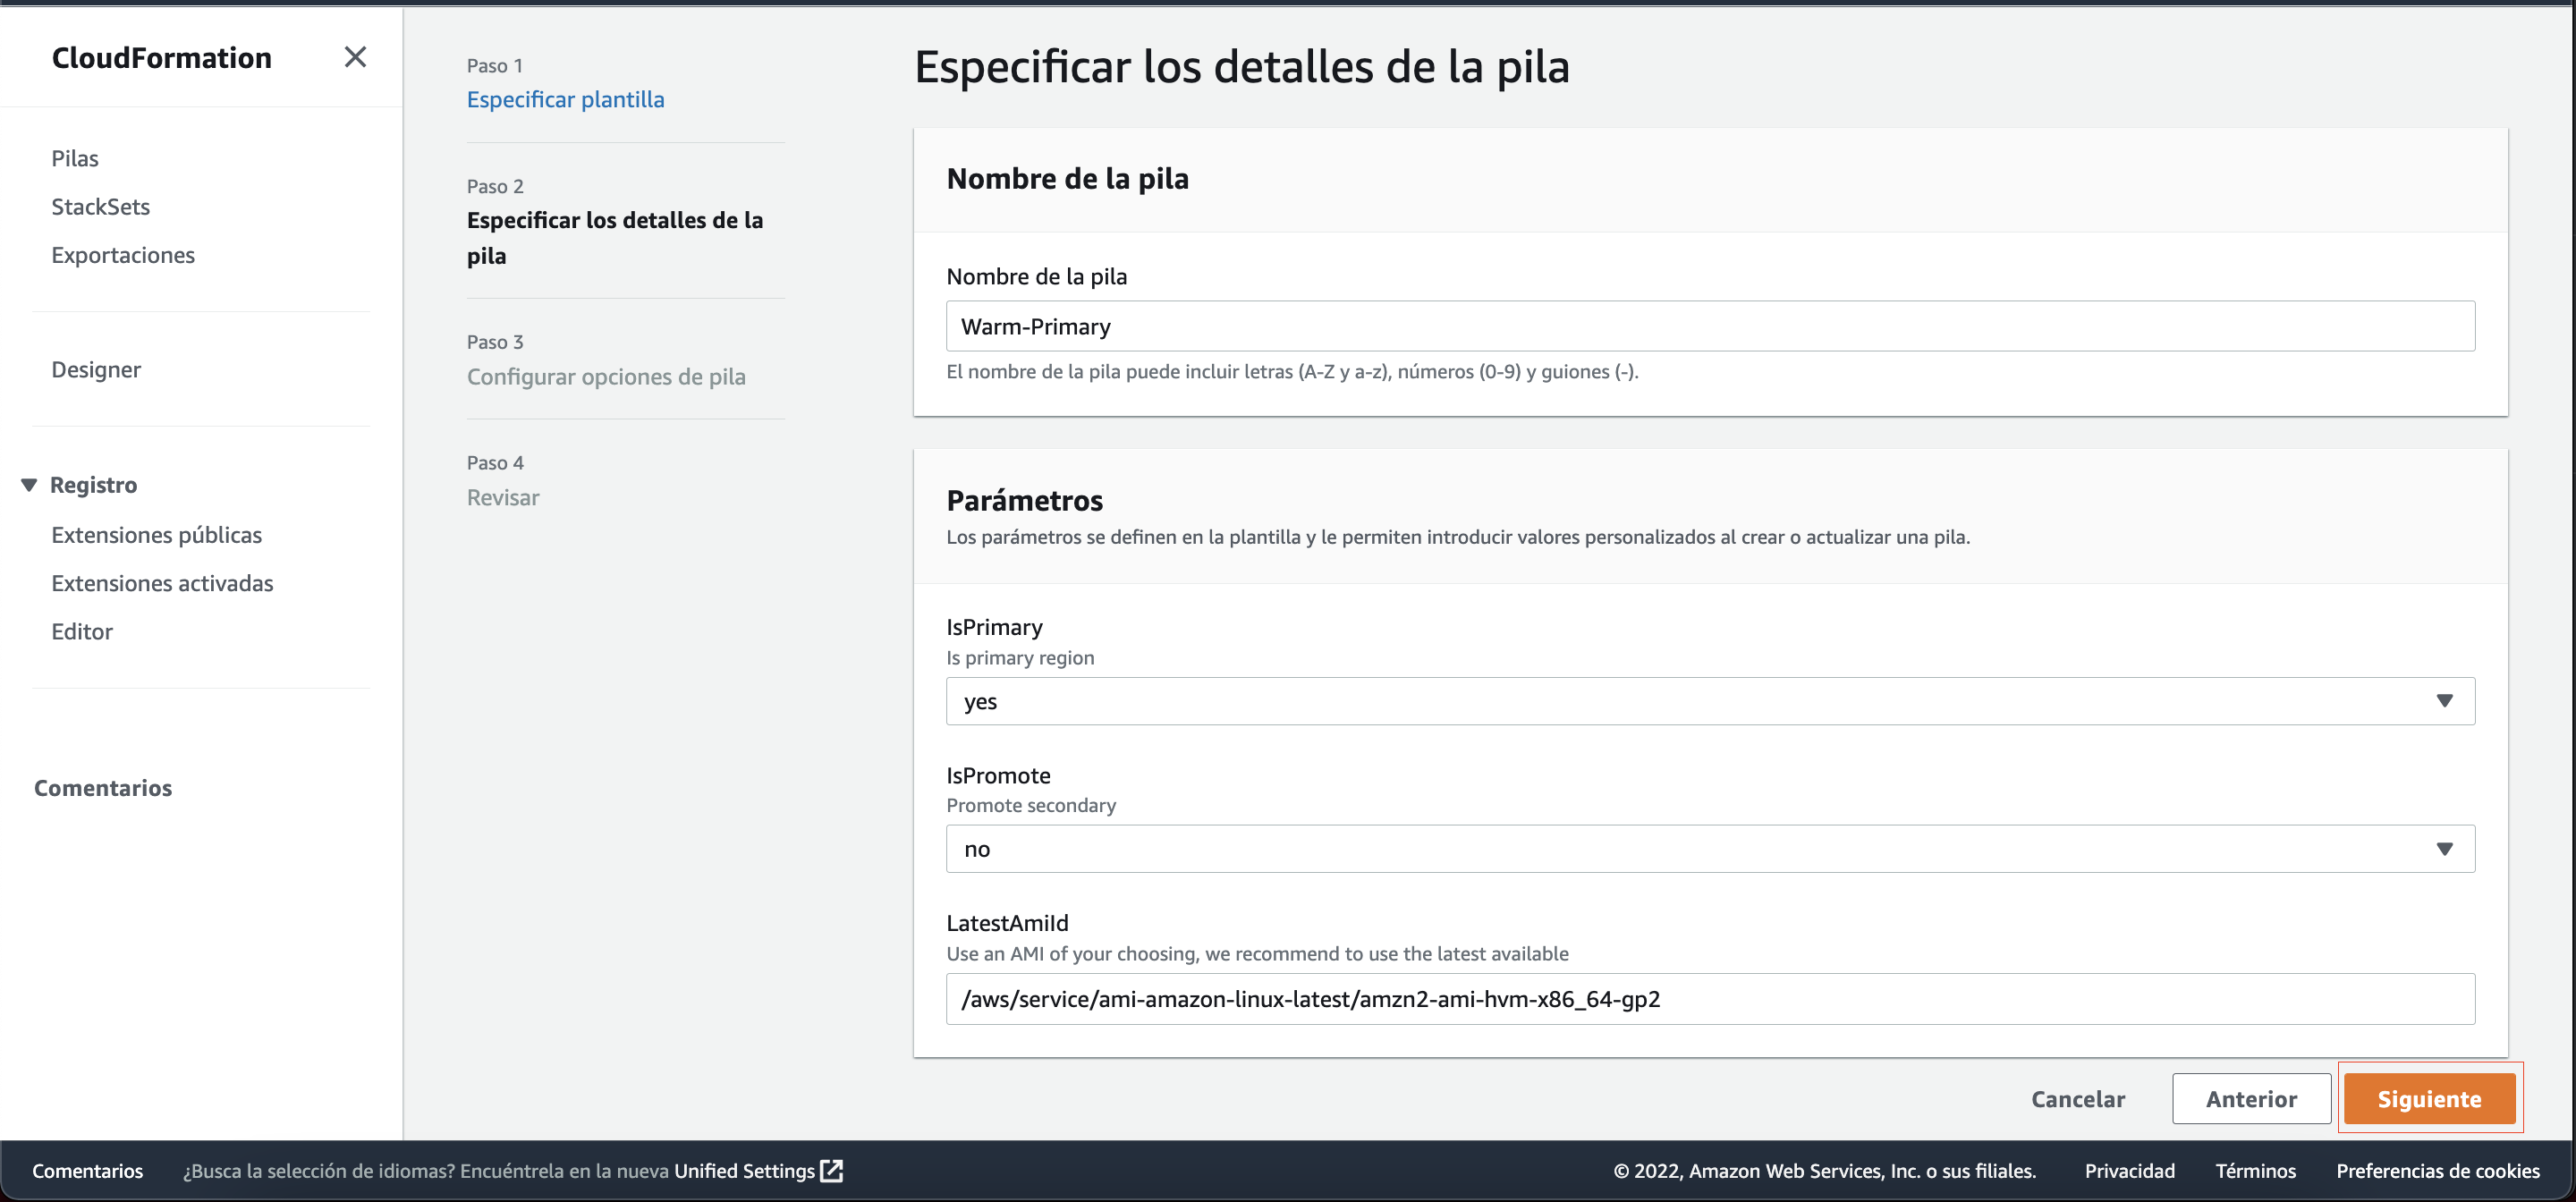 CloudFormation
Pilas
StackSets
Exportaciones
Designer
Registro
Extensiones públicas
Extensiones activadas
Editor
Comentarios
Paso 1
Especificar plantilla
Paso 2
Especificar los detalles de la
pila
Paso 3
Configurar opciones de pila
Paso 4
Revisar
Especificar los detalles de la pila
Nombre de la pila
Nombre de la pila
Warm-Primary
El nombre de la pila puede incluir letras (A-Z y a-z), números (0-9) y guiones (-).
Parámetros
Los parámetros se definen en la plantilla y le permiten introducir valores personalizados al crear o actualizar una pila.
IsPrimary
Is primary region
yes
IsPromote
Promote secondary
no
LatestAmiId
Use an AMI of your choosing, we recommend to use the latest available
/aws/service/ami-amazon-linux-latest/amzn2-ami-hvm-x86_64-gp2
Cancelar Anterior Siguiente
Comentarios ¿Busca la selección de idiomas? Encuéntrela en la nueva Unified Settings © 2022, Amazon Web Services, Inc. o sus filiales. Privacidad Términos Preferencias de cookies